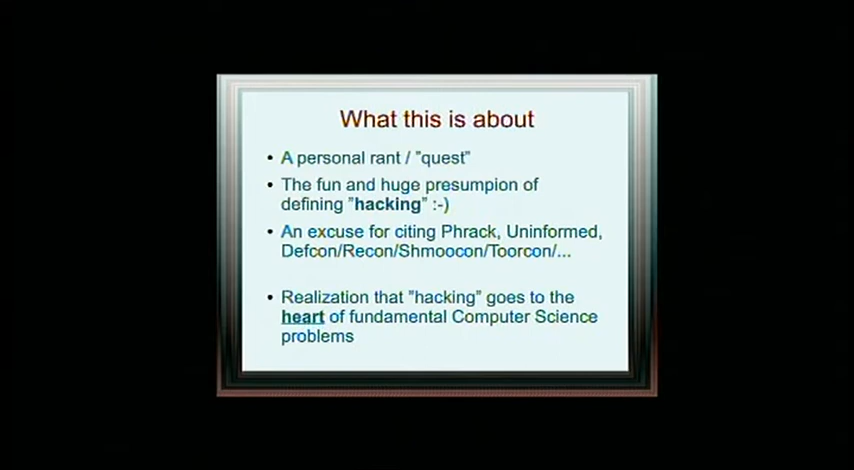 What this is about
• A personal rant / "quest"
• The fun and huge presumpion of
defining "hacking" :-)
• An excuse for citing Phrack, Uninformed,
Defcon/Recon/Shmoocon/Toorcon/...
• Realization that "hacking" goes to the
heart of fundamental Computer Science
problems